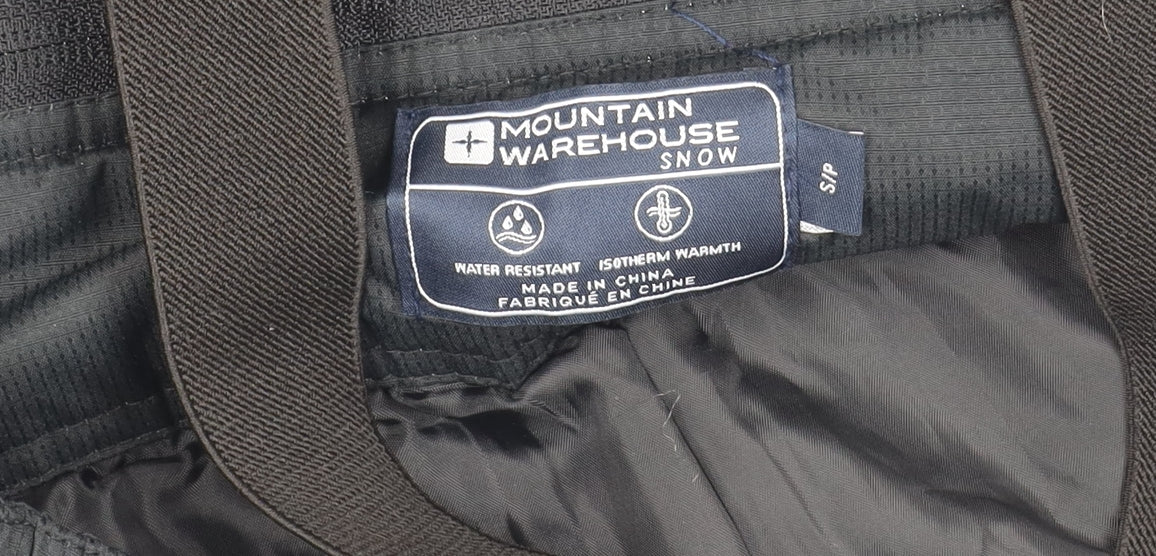 MOUNTAIN
WAREHOUSE
SNOW
S/P
WATER RESISTANT
ISOTHERM WARMTH
MADE IN CHINA
FABRIQUÉ EN CHINE